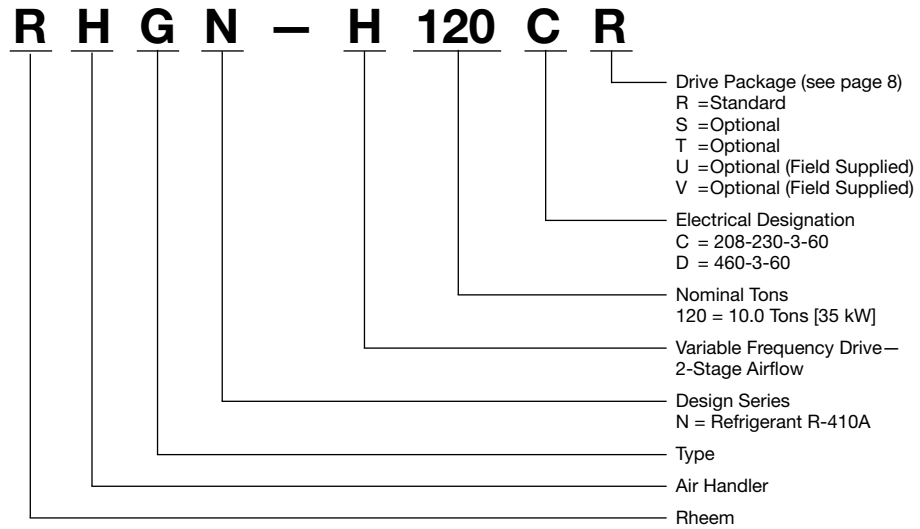 R H G N — H 120 C R
Drive Package (see page 8)
R =Standard
S =Optional
T =Optional
U =Optional (Field Supplied)
V =Optional (Field Supplied)
Electrical Designation
C = 208-230-3-60
D = 460-3-60
Nominal Tons
120 = 10.0 Tons [35 kW]
Variable Frequency Drive—
2-Stage Airflow
Design Series
N = Refrigerant R-410A
Type
Air Handler
Rheem